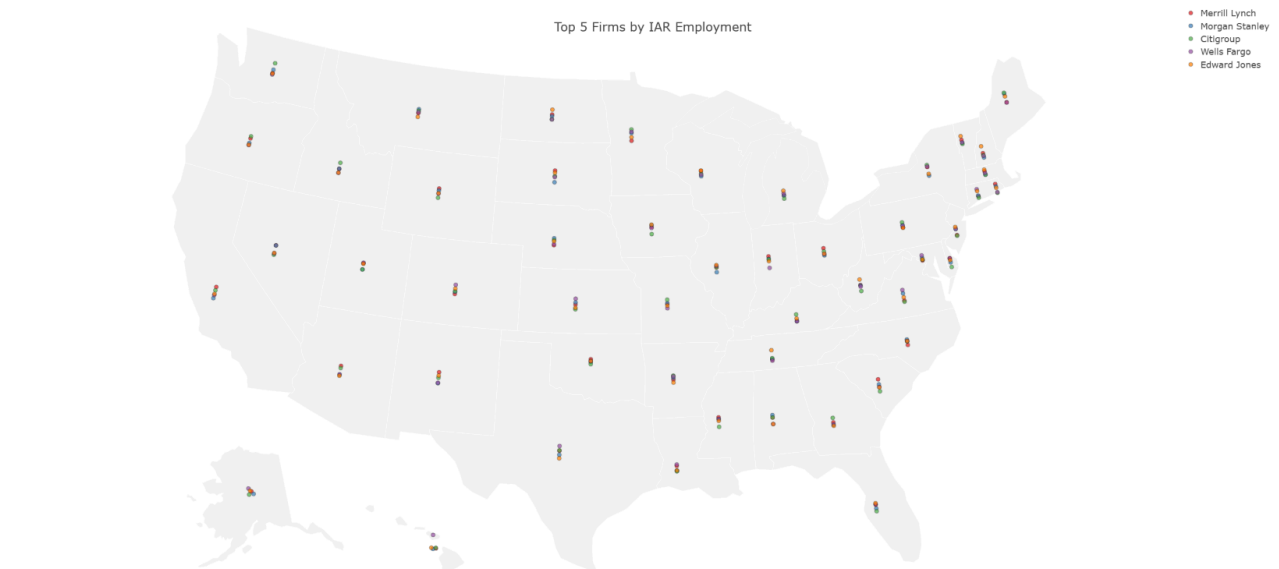 Top 5 Firms by IAR Employment
Merrill Lynch
Morgan Stanley
Citigroup
Wells Fargo
Edward Jones